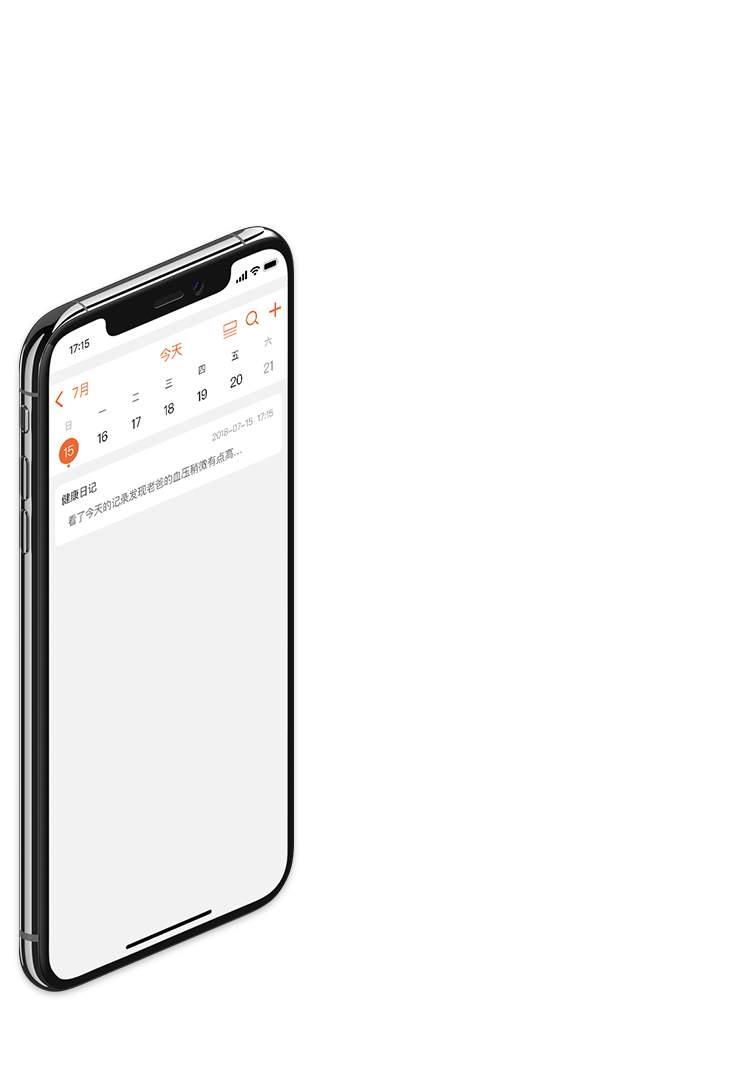 17:15
7月 今天
日 一 二 三 四 五 六
15 16 17 18 19 20 21
2018-07-15 17:15
健康日记
看了今天的记录发现老爸的血压稍微有点高...